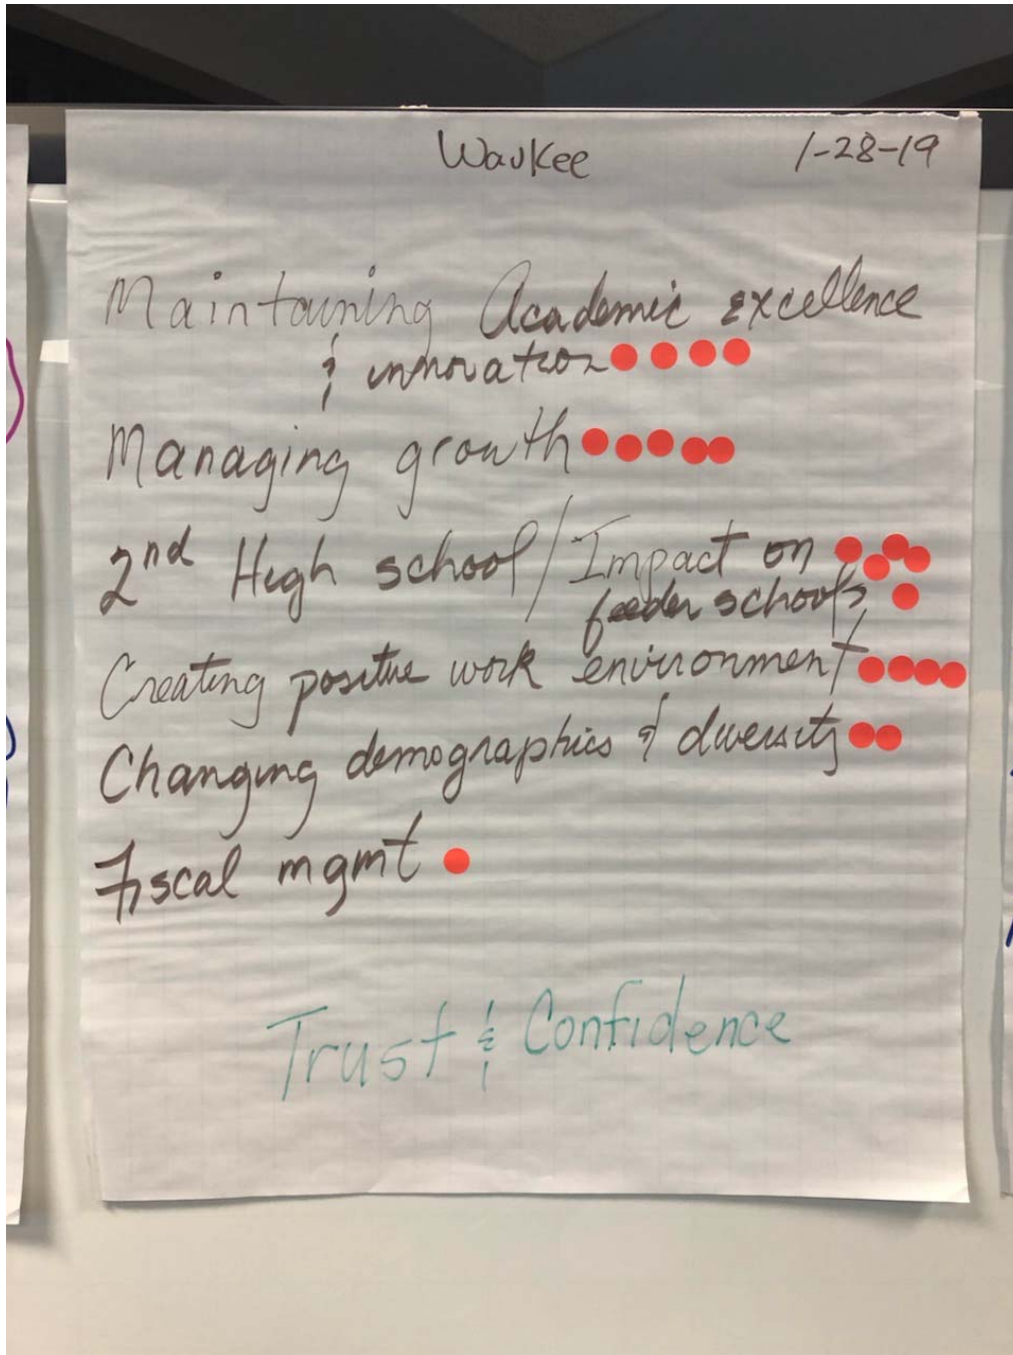 Waukee 1-28-19
Maintaining Academic excellence
& innovation
Managing growth
2nd High school / Impact on
feeder schools
Creating positive work environment
Changing demographics & diversity
Fiscal mgmt
Trust & Confidence